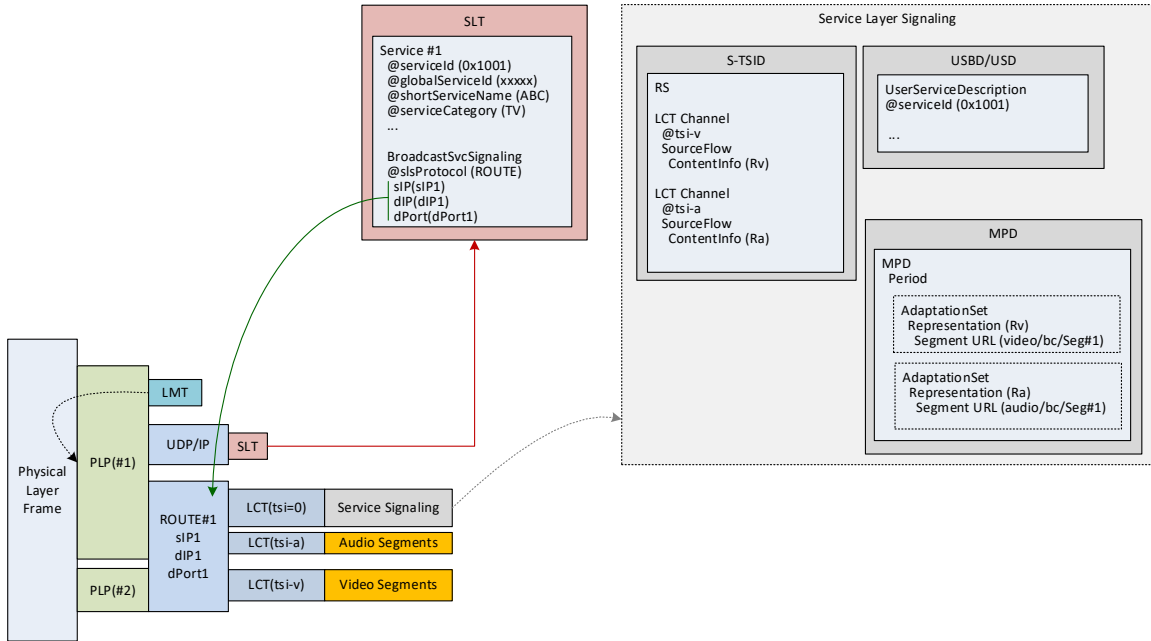 SLT
Service #1
@serviceId (0x1001)
@globalServiceId (xxxxx)
@shortServiceName (ABC)
@serviceCategory (TV)
...
BroadcastSvcSignaling
@slsProtocol (ROUTE)
sIP(sIP1)
dIP(dIP1)
dPort(dPort1)
Service Layer Signaling
S-TSID
RS
LCT Channel
@tsi-v
SourceFlow
ContentInfo (Rv)
LCT Channel
@tsi-a
SourceFlow
ContentInfo (Ra)
USBD/USD
UserServiceDescription
@serviceId (0x1001)
...
MPD
MPD
Period
AdaptationSet
Representation (Rv)
Segment URL (video/bc/Seg#1)
AdaptationSet
Representation (Ra)
Segment URL (audio/bc/Seg#1)
Physical
Layer
Frame
PLP(#1)
PLP(#2)
LMT
UDP/IP
SLT
ROUTE#1
sIP1
dIP1
dPort1
LCT(tsi=0)
Service Signaling
LCT(tsi-a)
Audio Segments
LCT(tsi-v)
Video Segments